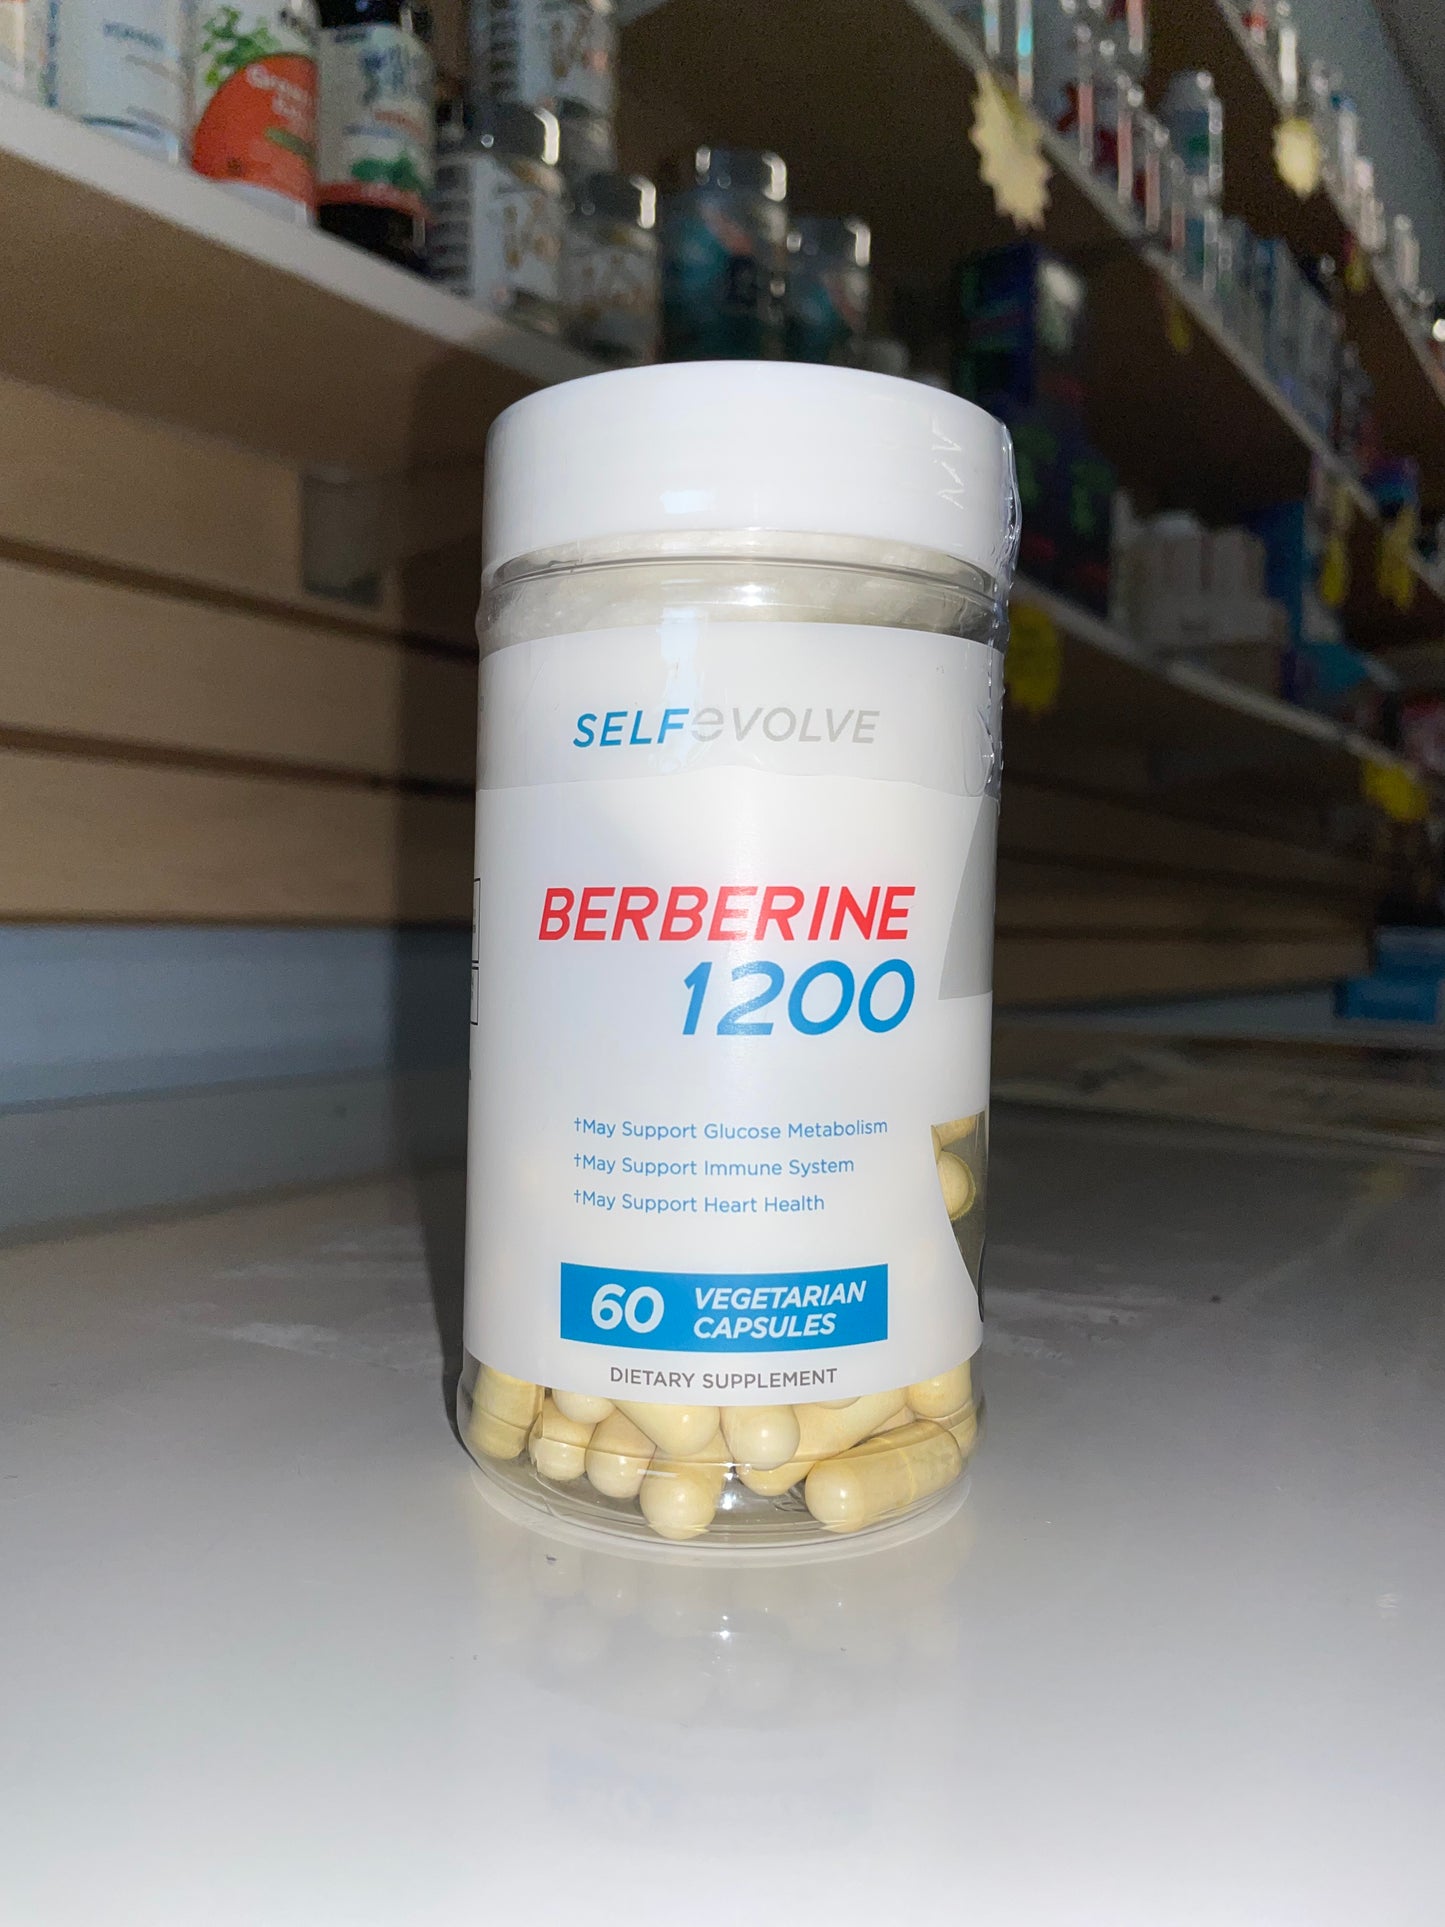 SELFeVOLVE
BERBERINE
1200
†May Support Glucose Metabolism
†May Support Immune System
†May Support Heart Health
60 VEGETARIAN
CAPSULES
DIETARY SUPPLEMENT